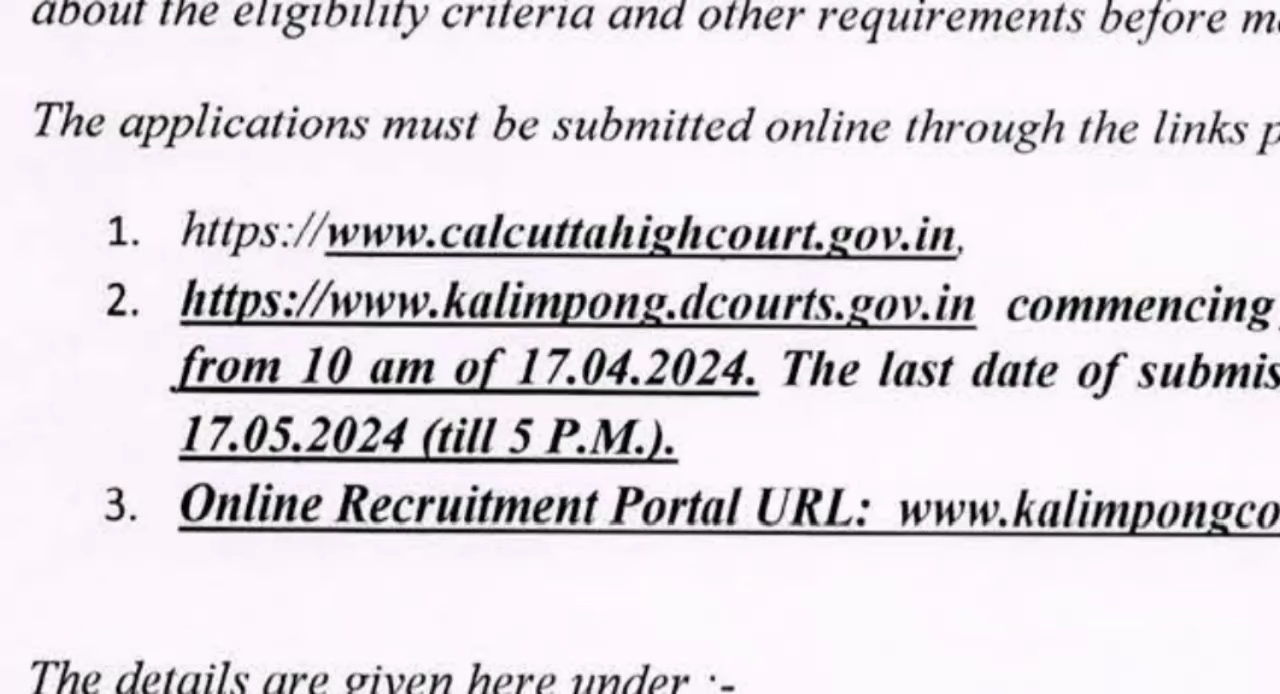 about the eligibility criteria and other requirements before
The applications must be submitted online through the links
1. https://www.calcuttahighcourt.gov.in,
2. https://www.kalimpong.dcourts.gov.in commencing
from 10 am of 17.04.2024. The last date of submis
17.05.2024 (till 5 P.M.).
3. Online Recruitment Portal URL: www.kalimpongco
The details are given here under :-